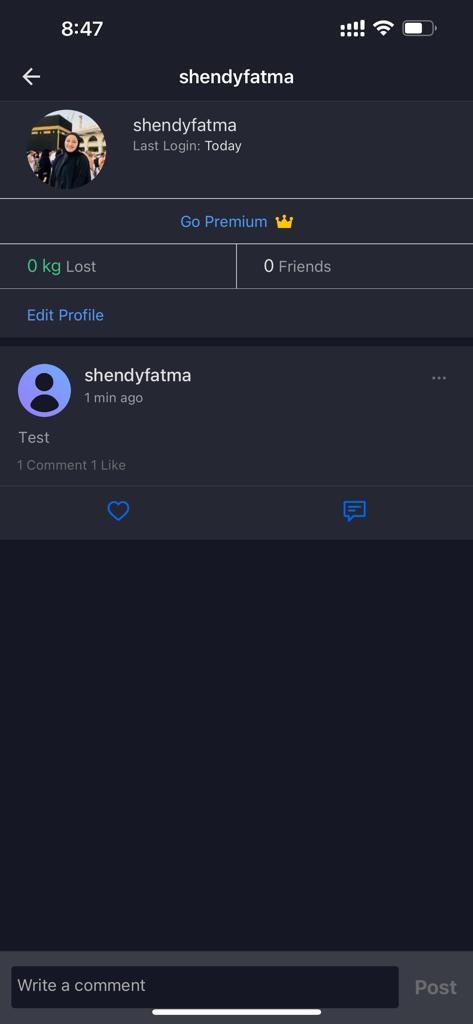 8:47
shendyfatma
shendyfatma
Last Login: Today
Go Premium
0 kg Lost
0 Friends
Edit Profile
shendyfatma
1 min ago
Test
1 Comment 1 Like
Write a comment
Post